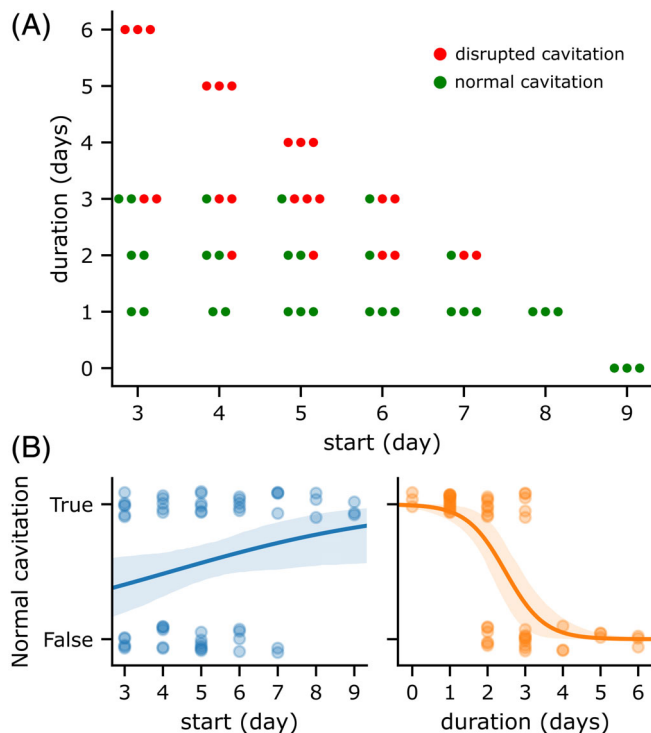 (A)
6
5
4
3
2
1
0
duration (days)
disrupted cavitation
normal cavitation
3 4 5 6 7 8 9
start (day)
(B)
Normal cavitation
True
False
3 4 5 6 7 8 9
start (day)
0 1 2 3 4 5 6
duration (days)